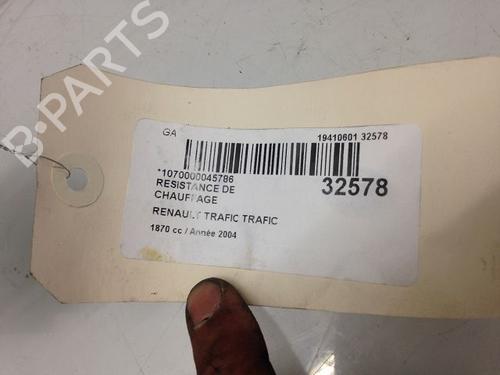 B-PARTS
GA
19410601 32578
*1070000045786
RESISTANCE DE
CHAUFFAGE
32578
RENAULT TRAFIC TRAFIC
1870 cc / Année 2004